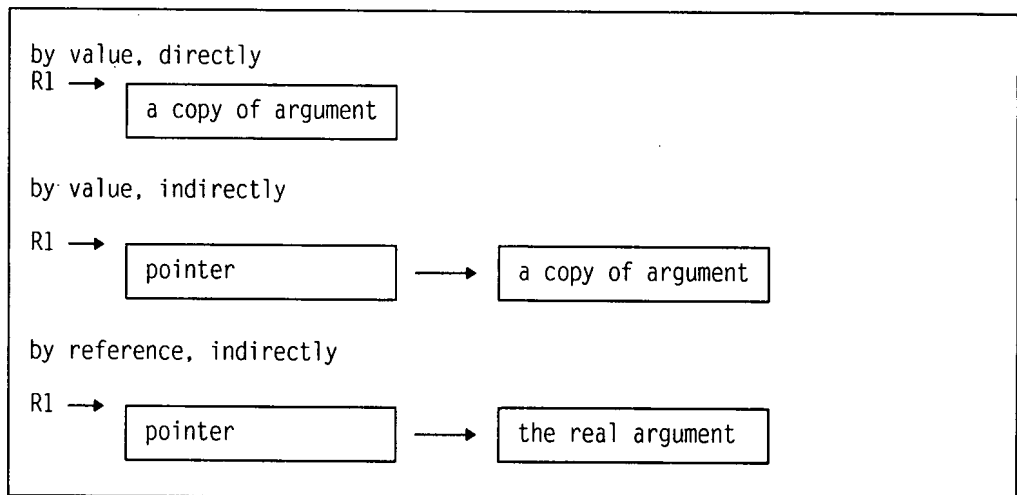 by value, directly
R1
a copy of argument
by value, indirectly
R1
pointer
a copy of argument
by reference, indirectly
R1
pointer
the real argument